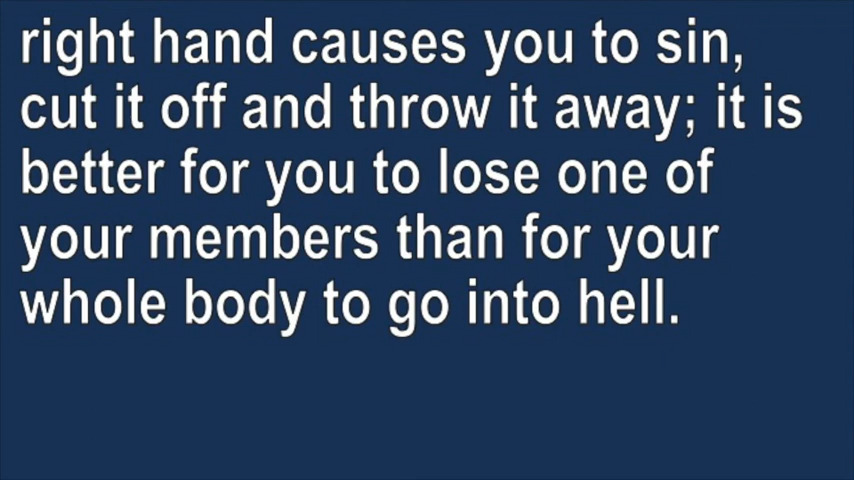 right hand causes you to sin,
cut it off and throw it away; it is
better for you to lose one of
your members than for your
whole body to go into hell.